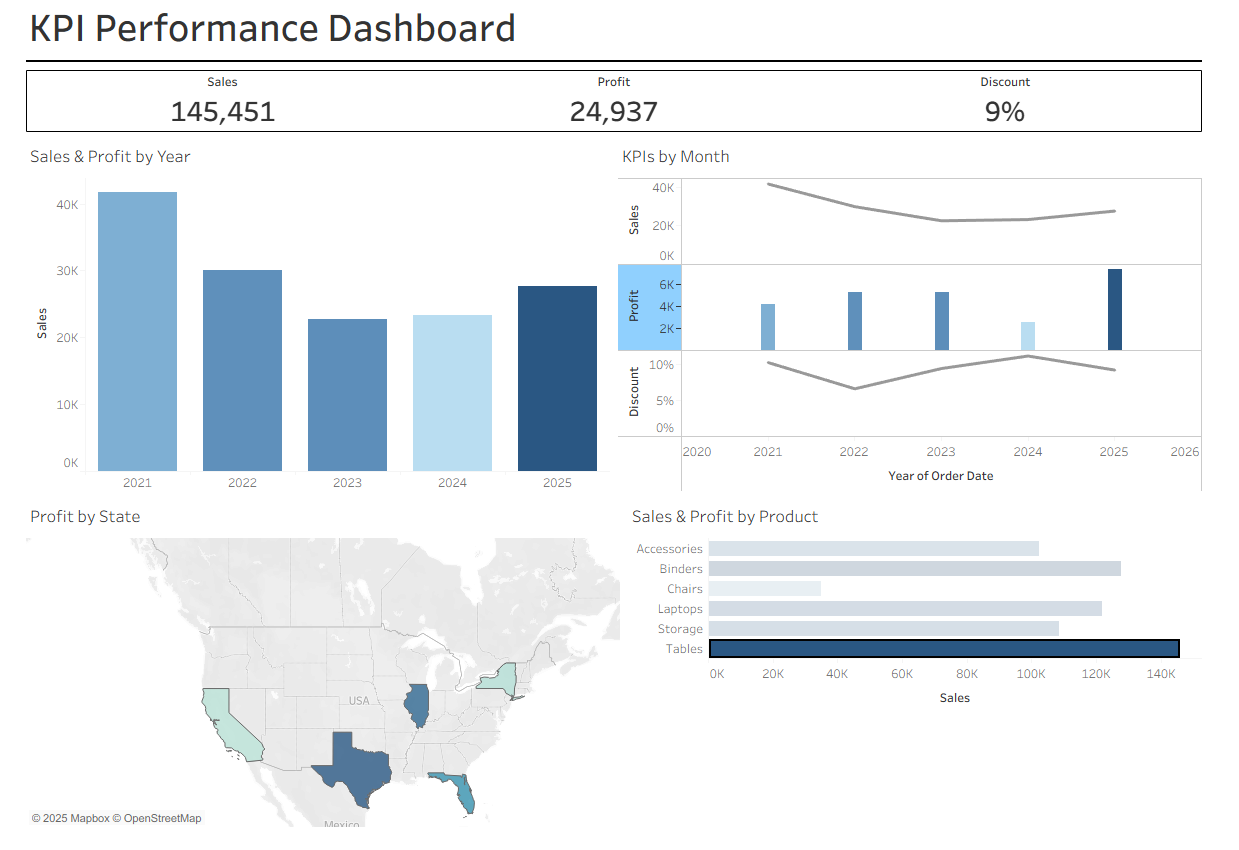 KPI Performance Dashboard
Sales Profit Discount
145,451 24,937 9%
Sales & Profit by Year
Sales
40K
30K
20K
10K
0K
2021 2022 2023 2024 2025
KPIs by Month
Sales
40K
20K
0K
Profit
6K
4K
2K
Discount
10%
5%
0%
2020 2021 2022 2023 2024 2025 2026
Year of Order Date
Profit by State
USA
Mexico
© 2025 Mapbox © OpenStreetMap
Sales & Profit by Product
Accessories
Binders
Chairs
Laptops
Storage
Tables
0K 20K 40K 60K 80K 100K 120K 140K
Sales